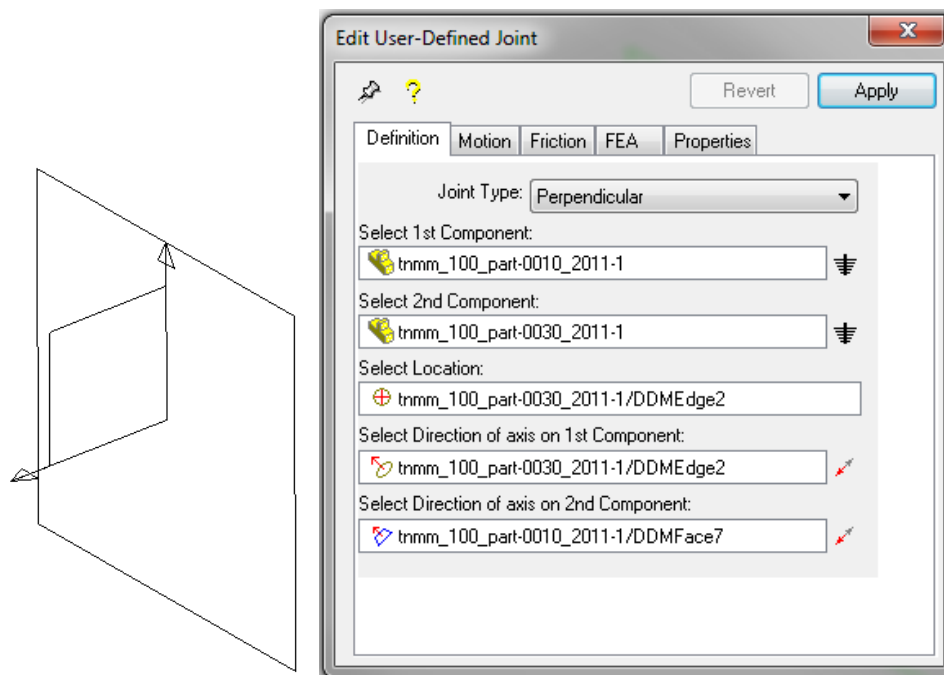 Edit User-Defined Joint
?
Revert Apply
Definition Motion Friction FEA Properties
Joint Type: Perpendicular
Select 1st Component:
tnmm_100_part-0010_2011-1
Select 2nd Component:
tnmm_100_part-0030_2011-1
Select Location:
tnmm_100_part-0030_2011-1/DDMEdge2
Select Direction of axis on 1st Component:
tnmm_100_part-0030_2011-1/DDMEdge2
Select Direction of axis on 2nd Component:
tnmm_100_part-0010_2011-1/DDMFace7